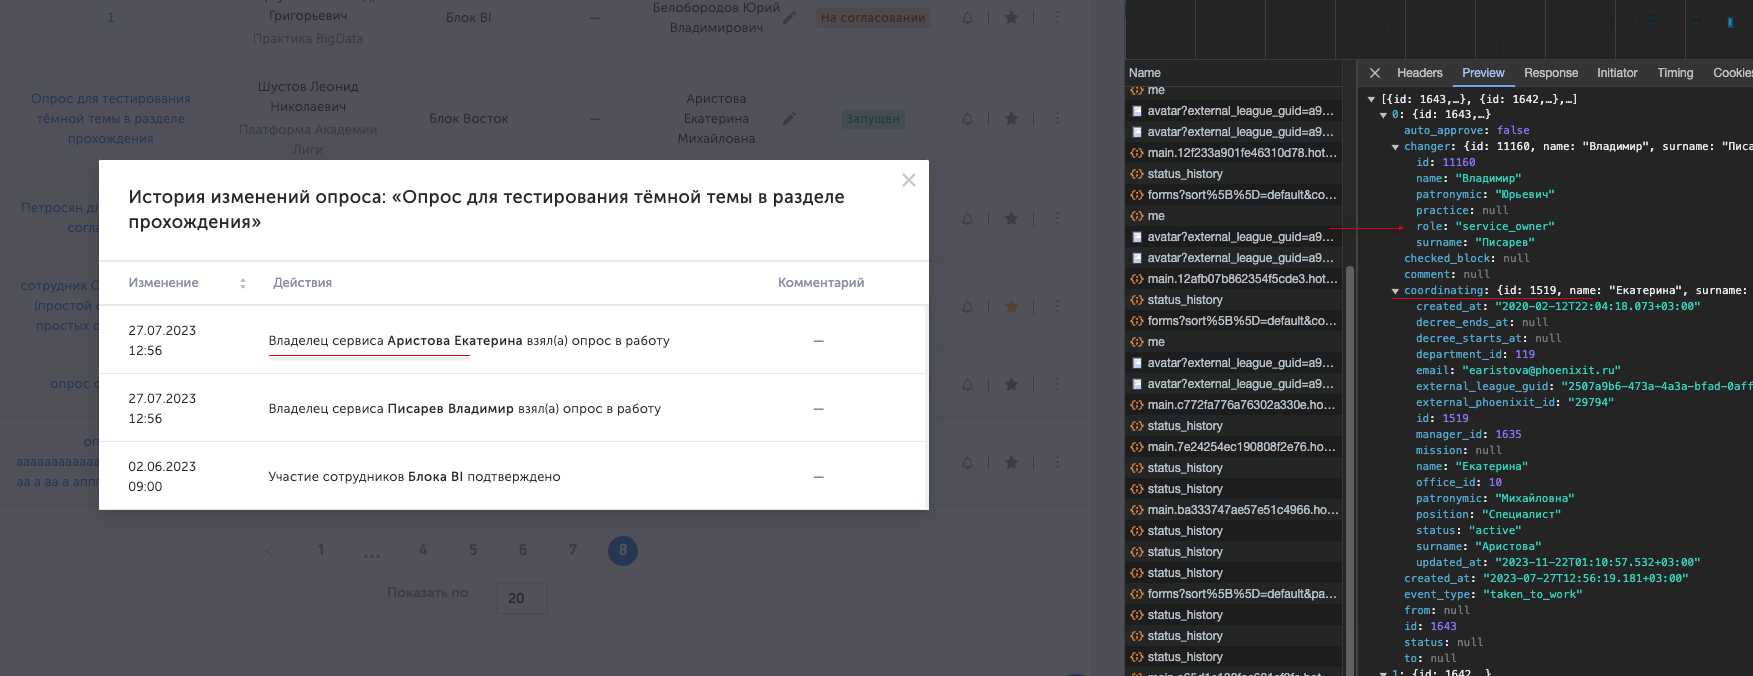 1
Григорьевич
Практика BigData
Блок BI
—
Белобородов Юрий
Владимирович
На согласовании
Опрос для тестирования
тёмной темы в разделе
прохождения
Шустов Леонид
Николаевич
Платформа Академии
Лиги
Блок Восток
—
Аристова
Екатерина
Михайловна
Запущен
Петросян дл
согла
сотрудник С
(простой с
простых с
опрос с
оп
аааааааааааа
аа а аа а аппп
История изменений опроса: «Опрос для тестирования тёмной темы в разделе
прохождения»
Изменение
Действия
Комментарий
27.07.2023
12:56
Владелец сервиса Аристова Екатерина взял(а) опрос в работу
—
27.07.2023
12:56
Владелец сервиса Писарев Владимир взял(а) опрос в работу
—
02.06.2023
09:00
Участие сотрудников Блока BI подтверждено
—
< 1 ... 4 5 6 7 8 >
Показать по 20
Name
me
avatar?external_league_guid=a9...
avatar?external_league_guid=a9...
main.12f233a901fe46310d78.hot...
status_history
forms?sort%5B%5D=default&co...
me
avatar?external_league_guid=a9...
avatar?external_league_guid=a9...
main.12afb07b862354f5cde3.hot...
status_history
forms?sort%5B%5D=default&co...
me
avatar?external_league_guid=a9...
avatar?external_league_guid=a9...
main.c772fa776a76302a330e.ho...
status_history
main.7e24254ec190808f2e76.ho...
status_history
status_history
main.ba333747ae57e51c4966.ho...
status_history
status_history
status_history
forms?sort%5B%5D=default&pa...
status_history
status_history
status_history
Headers Preview Response Initiator Timing Cookies
[{id: 1643,…}, {id: 1642,…},…]
0: {id: 1643,…}
auto_approve: false
changer: {id: 11160, name: "Владимир", surname: "Писа
id: 11160
name: "Владимир"
patronymic: "Юрьевич"
practice: null
role: "service_owner"
surname: "Писарев"
checked_block: null
comment: null
coordinating: {id: 1519, name: "Екатерина", surname:
created_at: "2020-02-12T22:04:18.073+03:00"
decree_ends_at: null
decree_starts_at: null
department_id: 119
email: "earistova@phoenixit.ru"
external_league_guid: "2507a9b6-473a-4a3a-bfad-0aff
external_phoenixit_id: "29794"
id: 1519
manager_id: 1635
mission: null
name: "Екатерина"
office_id: 10
patronymic: "Михайловна"
position: "Специалист"
status: "active"
surname: "Аристова"
updated_at: "2023-11-22T01:10:57.532+03:00"
created_at: "2023-07-27T12:56:19.181+03:00"
event_type: "taken_to_work"
from: null
id: 1643
status: null
to: null
1: {id: 1642,…}